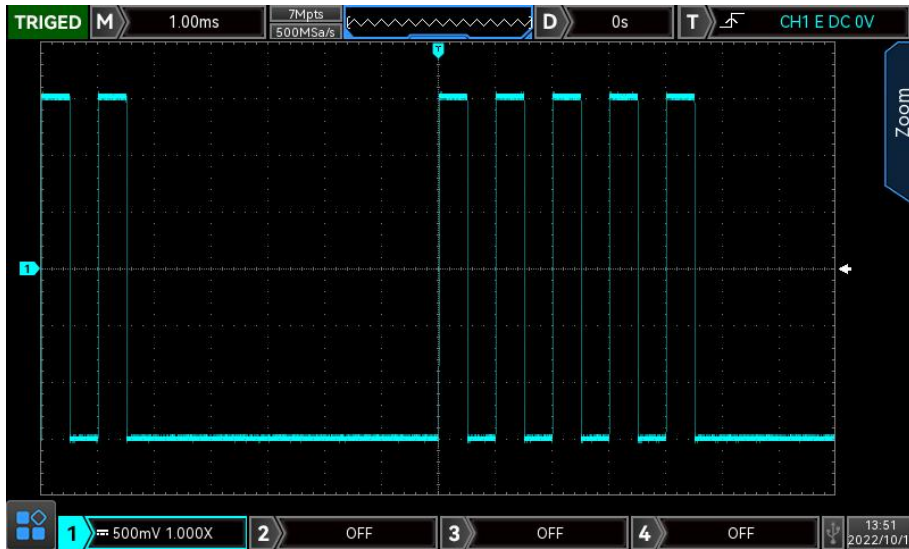 TRIGED M 1.00ms 7Mpts D 0s T CH1 E DC 0V
500MSa/s
T
Zoom
1
1 500mV 1.000X 2 OFF 3 OFF 4 OFF 13:51
2022/10/1